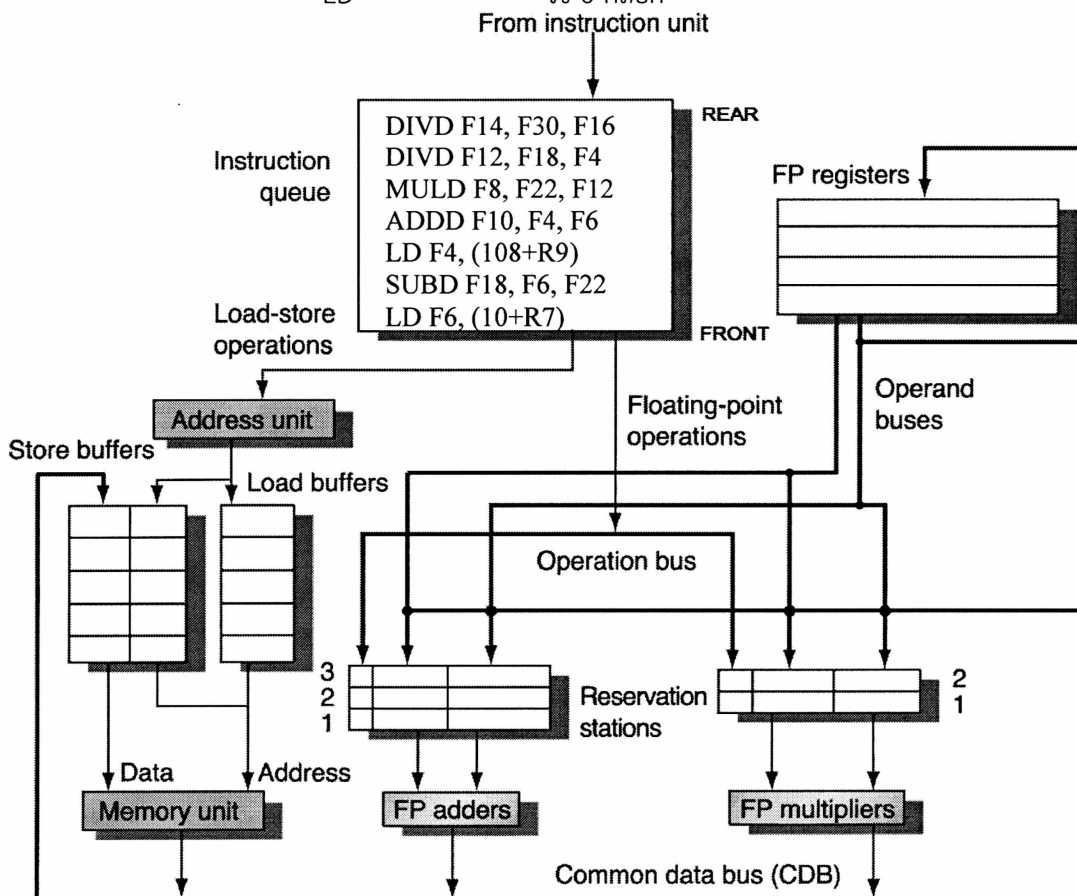 LD
From instruction unit
DIVD F14, F30, F16
DIVD F12, F18, F4
MULD F8, F22, F12
ADDD F10, F4, F6
LD F4, (108+R9)
SUBD F18, F6, F22
LD F6, (10+R7)
REAR
FRONT
Instruction
queue
FP registers
Load-store
operations
Address unit
Floating-point
operations
Operand
buses
Store buffers
Load buffers
Operation bus
3
2
1
Reservation
stations
2
1
Data
Address
Memory unit
FP adders
FP multipliers
Common data bus (CDB)